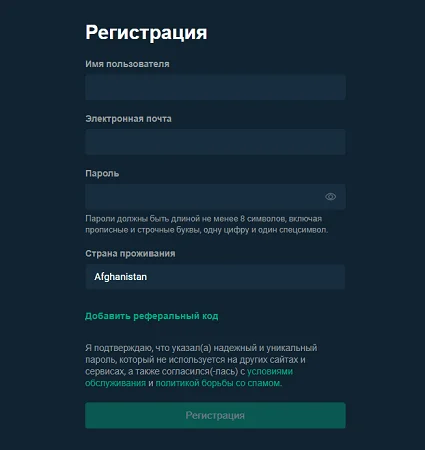 Регистрация
Имя пользователя
Электронная почта
Пароль
Пароли должны быть длиной не менее 8 символов, включая
прописные и строчные буквы, одну цифру и один спецсимвол.
Страна проживания
Afghanistan
Добавить реферальный код
Я подтверждаю, что указал(а) надежный и уникальный
пароль, который не используется на других сайтах и
сервисах, а также согласился(-лась) с условиями
обслуживания и политикой борьбы со спамом.
Регистрация